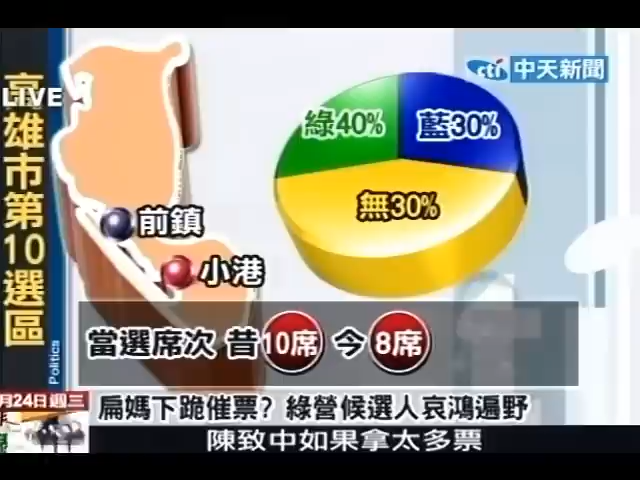 LIVE
高雄市第10選區
Politics
cti 中天新聞
綠40%
藍30%
無30%
前鎮
小港
當選席次 昔10席 今8席
月24日週三
扁媽下跪催票? 綠營候選人哀鴻遍野
陳致中如果拿太多票